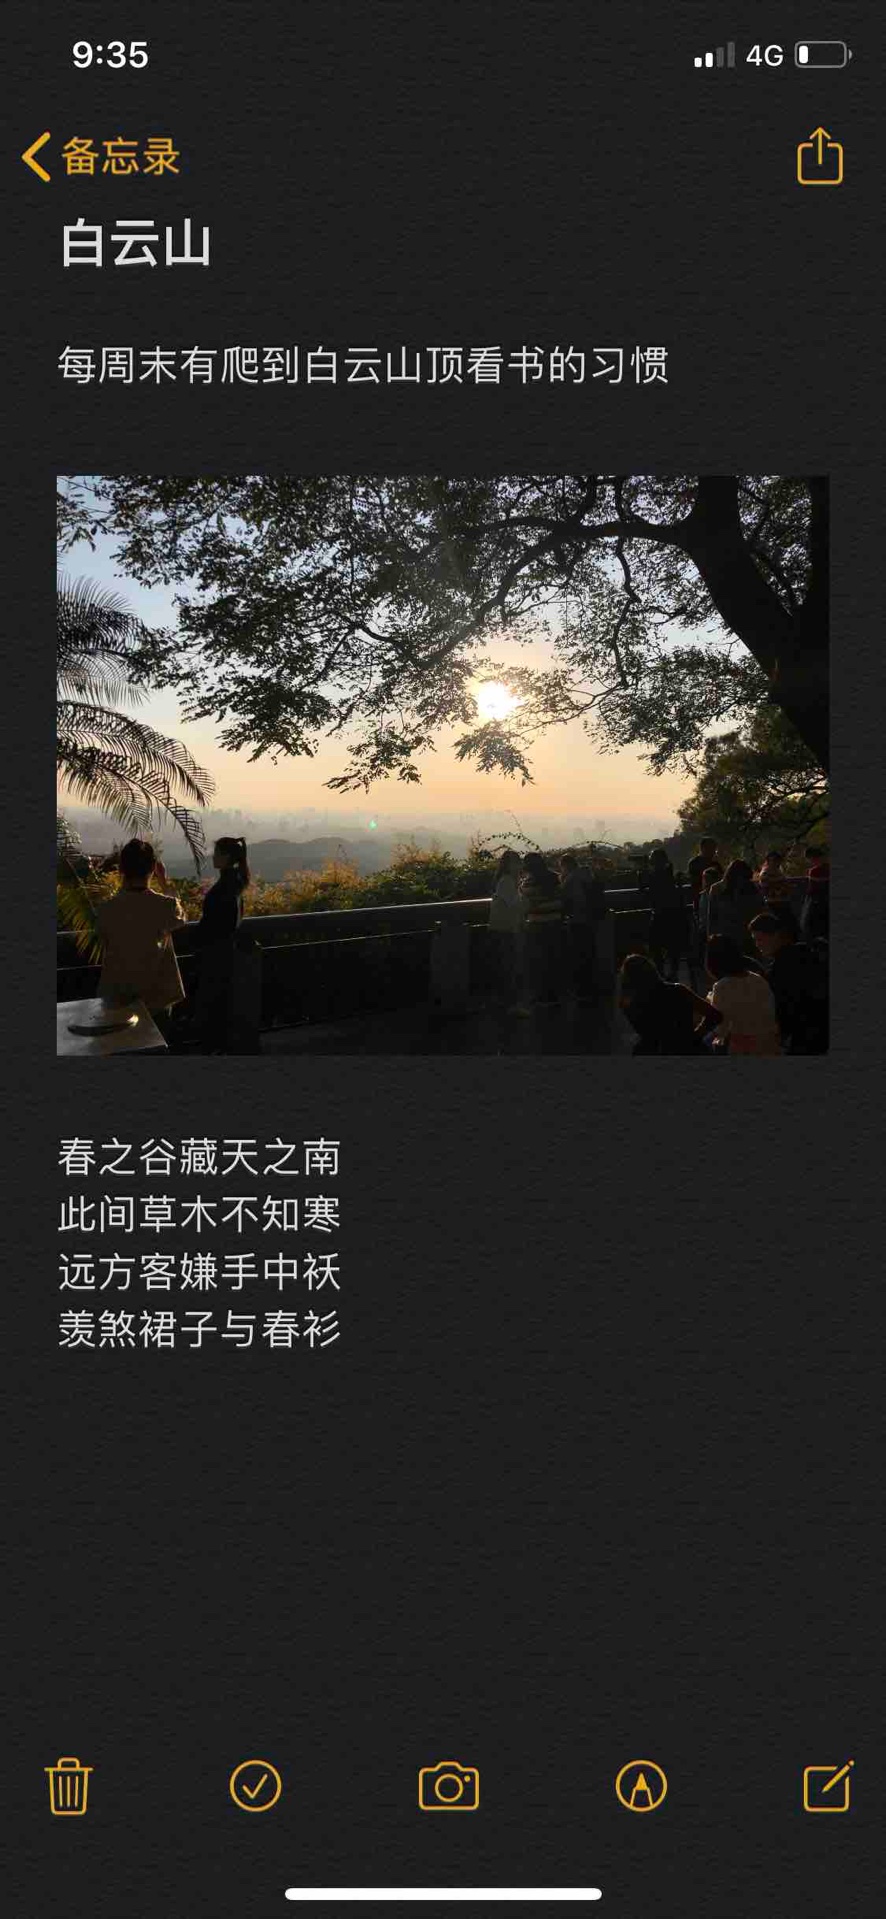 9:35
4G
备忘录
白云山
每周末有爬到白云山顶看书的习惯
春之谷藏天之南
此间草木不知寒
远方客嫌手中袄
羡煞裙子与春衫